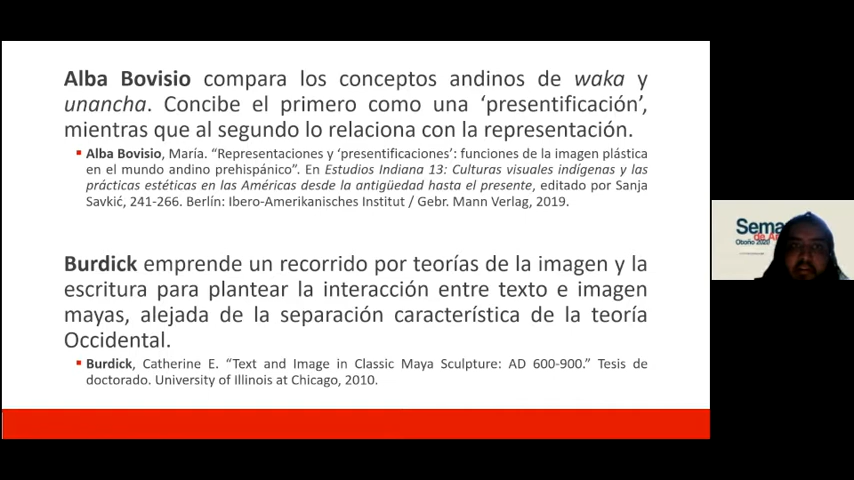 Alba Bovisio compara los conceptos andinos de waka y
unancha. Concibe el primero como una ‘presentificación’,
mientras que al segundo lo relaciona con la representación.
Alba Bovisio, María. “Representaciones y ‘presentificaciones’: funciones de la imagen plástica
en el mundo andino prehispánico”. En Estudios Indiana 13: Culturas visuales indígenas y las
prácticas estéticas en las Américas desde la antigüedad hasta el presente, editado por Sanja
Savkić, 241-266. Berlín: Ibero-Amerikanisches Institut / Gebr. Mann Verlag, 2019.
Burdick emprende un recorrido por teorías de la imagen y la
escritura para plantear la interacción entre texto e imagen
mayas, alejada de la separación característica de la teoría
Occidental.
Burdick, Catherine E. “Text and Image in Classic Maya Sculpture: AD 600-900.” Tesis de
doctorado. University of Illinois at Chicago, 2010.
Sema
de A
Otoño 2020